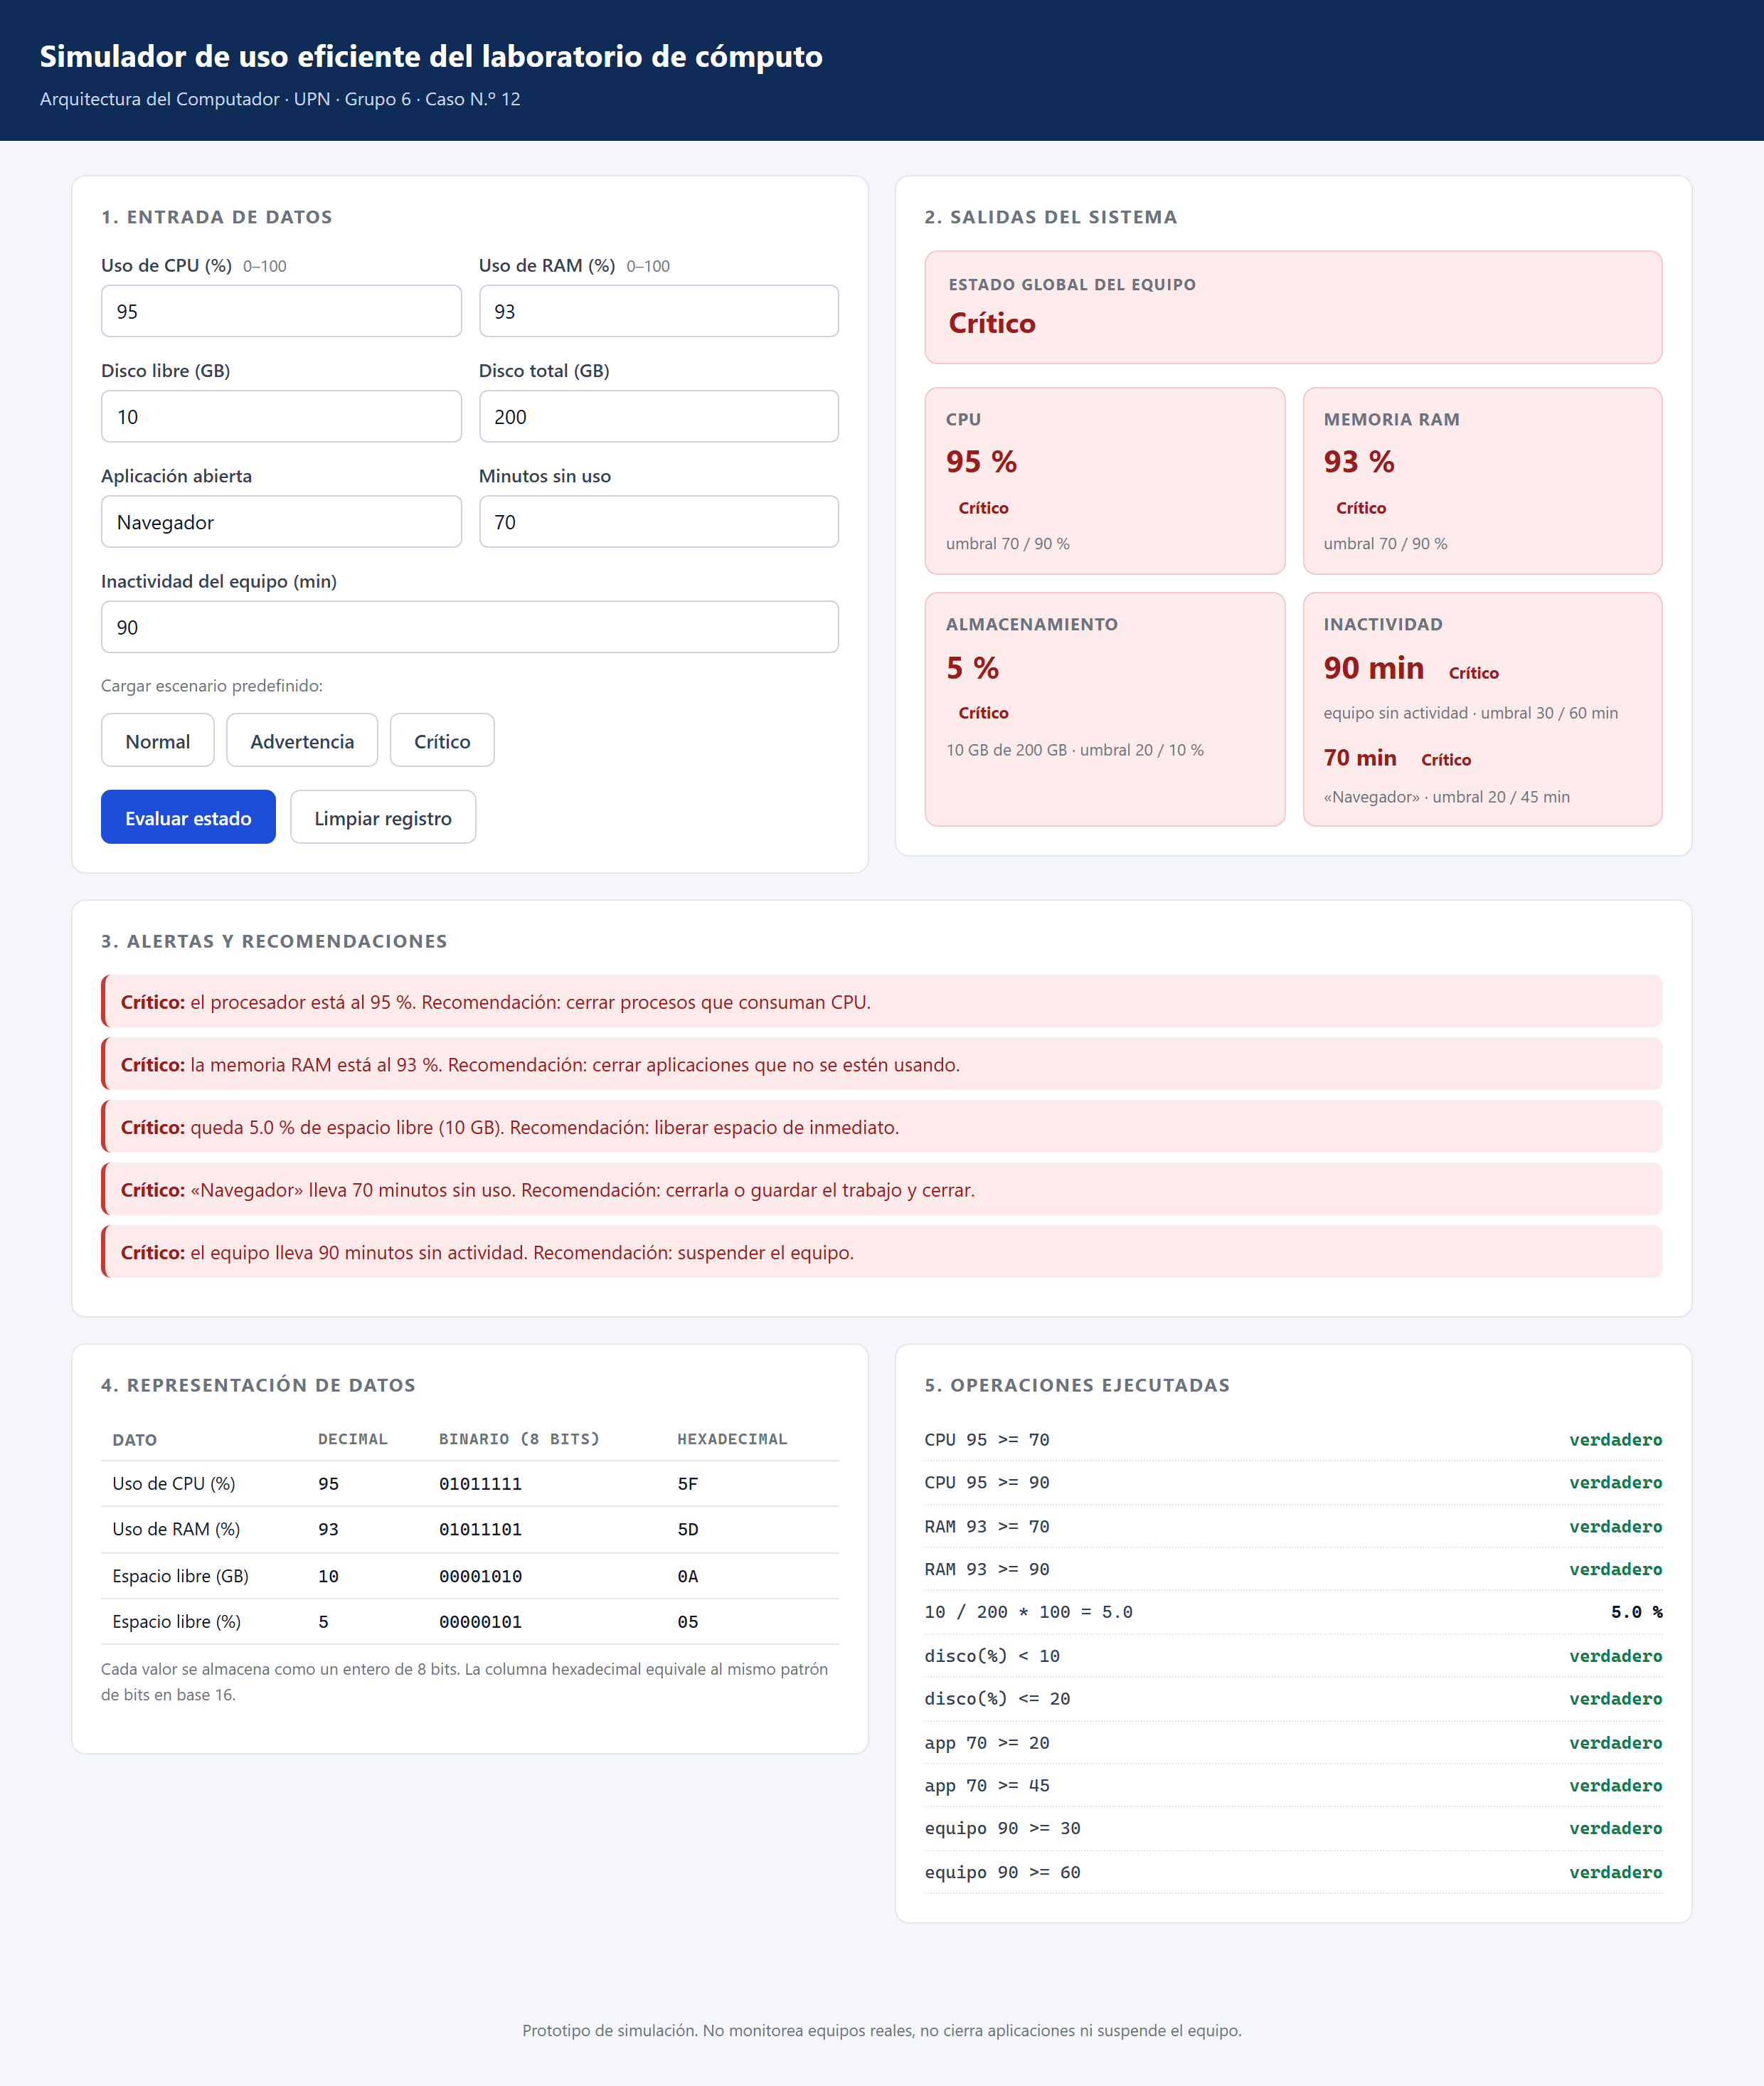 Simulador de uso eficiente del laboratorio de cómputo
Arquitectura del Computador · UPN · Grupo 6 · Caso N.º 12
1. ENTRADA DE DATOS
Uso de CPU (%) 0–100
Uso de RAM (%) 0–100
95
93
Disco libre (GB)
Disco total (GB)
10
200
Aplicación abierta
Minutos sin uso
Navegador
70
Inactividad del equipo (min)
90
Cargar escenario predefinido:
Normal
Advertencia
Crítico
Evaluar estado
Limpiar registro
2. SALIDAS DEL SISTEMA
ESTADO GLOBAL DEL EQUIPO
Crítico
CPU
95 %
Crítico
umbral 70 / 90 %
MEMORIA RAM
93 %
Crítico
umbral 70 / 90 %
ALMACENAMIENTO
5 %
Crítico
10 GB de 200 GB · umbral 20 / 10 %
INACTIVIDAD
90 min Crítico
equipo sin actividad · umbral 30 / 60 min
70 min Crítico
«Navegador» · umbral 20 / 45 min
3. ALERTAS Y RECOMENDACIONES
Crítico: el procesador está al 95 %. Recomendación: cerrar procesos que consuman CPU.
Crítico: la memoria RAM está al 93 %. Recomendación: cerrar aplicaciones que no se estén usando.
Crítico: queda 5.0 % de espacio libre (10 GB). Recomendación: liberar espacio de inmediato.
Crítico: «Navegador» lleva 70 minutos sin uso. Recomendación: cerrarla o guardar el trabajo y cerrar.
Crítico: el equipo lleva 90 minutos sin actividad. Recomendación: suspender el equipo.
4. REPRESENTACIÓN DE DATOS
DATO DECIMAL BINARIO (8 BITS) HEXADECIMAL
Uso de CPU (%) 95 01011111 5F
Uso de RAM (%) 93 01011101 5D
Espacio libre (GB) 10 00001010 0A
Espacio libre (%) 5 00000101 05
Cada valor se almacena como un entero de 8 bits. La columna hexadecimal equivale al mismo patrón
de bits en base 16.
5. OPERACIONES EJECUTADAS
CPU 95 >= 70 verdadero
CPU 95 >= 90 verdadero
RAM 93 >= 70 verdadero
RAM 93 >= 90 verdadero
10 / 200 * 100 = 5.0 5.0 %
disco(%) < 10 verdadero
disco(%) <= 20 verdadero
app 70 >= 20 verdadero
app 70 >= 45 verdadero
equipo 90 >= 30 verdadero
equipo 90 >= 60 verdadero
Prototipo de simulación. No monitorea equipos reales, no cierra aplicaciones ni suspende el equipo.